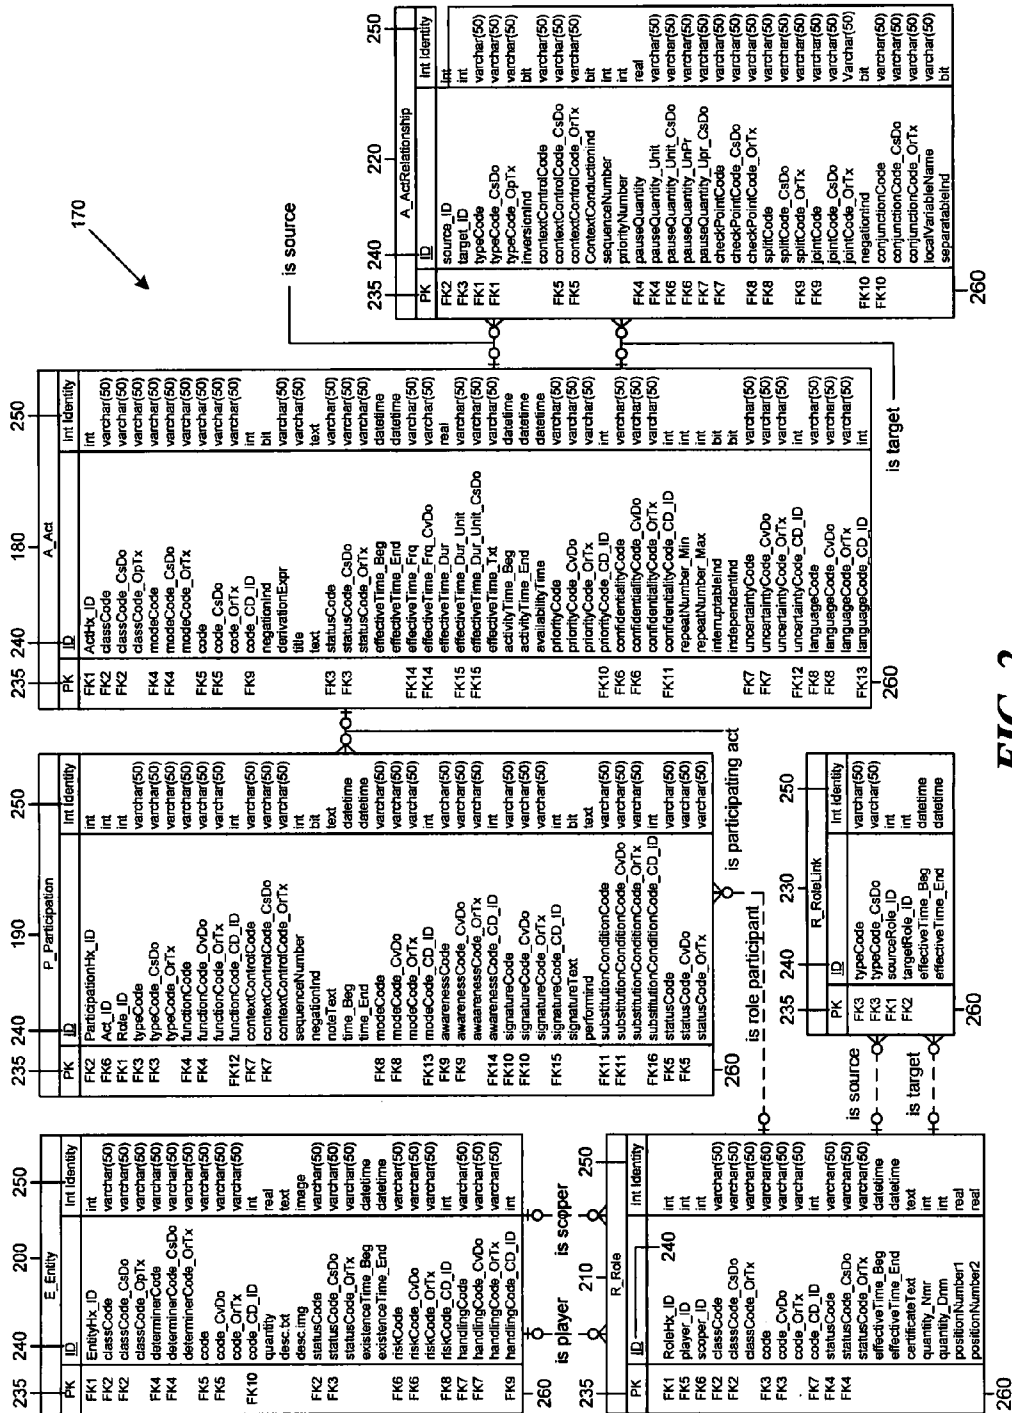 170
235 240 200 250
E_Entity
PK ID Int Identity
FK1 EntityHx_ID int
FK2 classCode varchar(50)
FK2 classCode_CsDo varchar(50)
classCode_OpTx varchar(50)
FK4 determinerCode varchar(50)
FK4 determinerCode_CsDo varchar(50)
determinerCode_OrTx varchar(50)
FK5 code varchar(50)
FK5 code_CvDo varchar(50)
code_OrTx varchar(50)
FK10 code_CD_ID int
quantity real
desc.txt text
desc.img image
FK2 statusCode varchar(50)
FK3 statusCode_CsDo varchar(50)
statusCode_OrTx varchar(50)
existenceTime_Beg datetime
existenceTime_End datetime
FK6 riskCode varchar(50)
FK6 riskCode_CvDo varchar(50)
riskCode_OrTx varchar(50)
FK8 riskCode_CD_ID int
FK7 handlingCode varchar(50)
FK7 handlingCode_CvDo varchar(50)
handlingCode_OrTx varchar(50)
FK9 handlingCode_CD_ID int
260
is player
is scoper
235 240 190 250
P_Participation
PK ID Int Identity
FK2 ParticipationHx_ID int
FK6 Act_ID int
FK1 Role_ID int
FK3 typeCode varchar(50)
FK3 typeCode_CsDo varchar(50)
typeCode_OrTx varchar(50)
FK4 functionCode varchar(50)
FK4 functionCode_CvDo varchar(50)
functionCode_OrTx varchar(50)
FK12 functionCode_CD_ID int
FK7 contextControlCode varchar(50)
FK7 contextControlCode_CsDo varchar(50)
contextControlCode_OrTx varchar(50)
sequenceNumber int
negationInd bit
noteText text
time_Beg datetime
time_End datetime
FK8 modeCode varchar(50)
FK8 modeCode_CvDo varchar(50)
modeCode_OrTx varchar(50)
FK13 modeCode_CD_ID int
FK9 awarenessCode varchar(50)
FK9 awarenessCode_CvDo varchar(50)
awaarenessCode_OrTx varchar(50)
FK14 awarenessCode_CD_ID int
FK10 signatureCode varchar(50)
FK10 signatureCode_CvDo varchar(50)
signatureCode_OrTx varchar(50)
FK15 signatureCode_CD_ID int
signatureText bit
performind text
FK11 substitutionConditionCode varchar(50)
FK11 substitutionConditionCode_CvDo varchar(50)
substitutionConditionCode_OrTx varchar(50)
FK16 substitutionConditionCode_CD_ID int
FK5 statusCode varchar(50)
FK5 statusCode_CvDo varchar(50)
statusCode_OrTx varchar(50)
260
is role participant
is participating act
235 240 180 250
A_Act
PK ID int Identity
FK1 ActHx_ID int
FK2 classCode varchar(50)
FK2 classCode_CsDo varchar(50)
classCode_OpTx varchar(50)
FK4 modeCode varchar(50)
FK4 modeCode_CsDo varchar(50)
modeCode_OrTx varchar(50)
FK5 code varchar(50)
FK5 code_CsDo varchar(50)
code_OrTx varchar(50)
FK9 code_CD_ID int
negationInd bit
derivationExpr varchar(50)
title varchar(50)
text text
FK3 statusCode varchar(50)
FK3 statusCode_CsDo varchar(50)
statusCode_OrTx varchar(50)
effectiveTime_Beg datetime
effectiveTime_End datetime
FK14 effectiveTime_Frq varchar(50)
FK14 effectiveTime_Frq_CvDo varchar(50)
effectiveTime_Dur real
FK15 effectiveTime_Dur_Unit varchar(50)
FK15 effectiveTime_Dur_Unit_CsDo varchar(50)
effectiveTime_Txt varchar(50)
activityTime_Beg datetime
activityTime_End datetime
availabilityTime datetime
priorityCode varchar(50)
priorityCode_CvDo varchar(50)
priorityCode_OrTx varchar(50)
FK10 priorityCode_CD_ID int
FK6 confidentialityCode varchar(50)
FK6 confidentialityCode_CvDo varchar(50)
confidentialityCode_OrTx varchar(50)
FK11 confidentialityCode_CD_ID int
repeatNumber_Min int
repeatNumber_Max int
interruptableInd bit
independentInd bit
FK7 uncertaintyCode varchar(50)
FK7 uncertaintyCode_CvDo varchar(50)
uncertaintyCode_OrTx varchar(50)
FK12 uncertaintyCode_CD_ID int
FK8 languageCode varchar(50)
FK8 languageCode_CvDo varchar(50)
languageCode_OrTx varchar(50)
FK13 languageCode_CD_ID int
260
is source
is target
235 240 220 250
A_ActRelationship
PK ID Int Identity
FK2 source_ID int
FK3 target_ID int
FK1 typeCode varchar(50)
FK1 typeCode_CsDo varchar(50)
typeCode_OpTx varchar(50)
inversionInd bit
contextControlCode varchar(50)
FK5 contextControlCode_CsDo varchar(50)
FK5 contextControlCode_OrTx varchar(50)
ContextConductionind bit
sequenceNumber int
priorityNumber int
FK4 pauseQuantity real
FK4 pauseQuantity_Unit varchar(50)
FK6 pauseQuantity_Unit_CsDo varchar(50)
FK6 pauseQuantity_UnPr varchar(50)
FK7 pauseQuantity_Upr_CsDo varchar(50)
FK7 checkPointCode varchar(50)
checkPointCode_CsDo varchar(50)
FK8 checkPointCode_OrTx varchar(50)
FK8 splitCode varchar(50)
splitCode_CsDo varchar(50)
FK9 splitCode_OrTx varchar(50)
FK9 jointCode varchar(50)
jointCode_CsDo varchar(50)
jointCode_OrTx Varchar(50)
FK10 negationInd bit
FK10 conjunctionCode varchar(50)
conjunctionCode_CsDo varchar(50)
conjunctionCode_OrTx varchar(50)
localVariableName varchar(50)
separatableInd bit
260
235 210 250
R_Role
PK ID Int Identity
240
FK1 RoleHx_ID int
FK5 player_ID int
FK6 scoper_ID int
FK2 classCode varchar(50)
FK2 classCode_CsDo varchar(50)
classCode_OrTx varchar(50)
FK3 code varchar(50)
FK3 code_CvDo varchar(50)
code_OrTx varchar(50)
FK7 code_CD_ID int
FK4 statusCode varchar(50)
FK4 statusCode_CsDo varchar(50)
statusCode_OrTx varchar(50)
effectiveTime_Beg datetime
effectiveTime_End datetime
certificateText text
quantity_Nmr int
quantity_Dnm int
positionNumber1 real
positionNumber2 real
260
is source
is target
235 240 230 250
R_RoleLink
PK ID Int Identity
FK3 typeCode varchar(50)
FK3 typeCode_CsDo varchar(50)
FK1 sourceRole_ID int
FK2 targetRole_ID int
effectiveTime_Beg datetime
effectiveTime_End datetime
260
FIG. 2